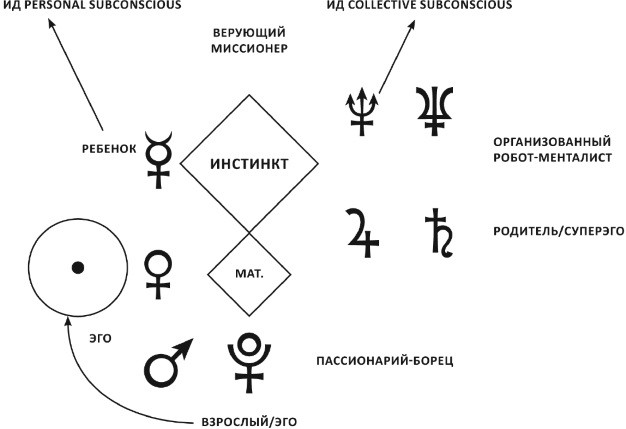 ИД PERSONAL SUBCONSCIOUS
ИД COLLECTIVE SUBCONSCIOUS
ВЕРУЮЩИЙ
МИССИОНЕР
РЕБЕНОК
ИНСТИНКТ
ОРГАНИЗОВАННЫЙ
РОБОТ-МЕНТАЛИСТ
РОДИТЕЛЬ/СУПЕРЭГО
МАТ.
ЭГО
ПАССИОНАРИЙ-БОРЕЦ
ВЗРОСЛЫЙ/ЭГО